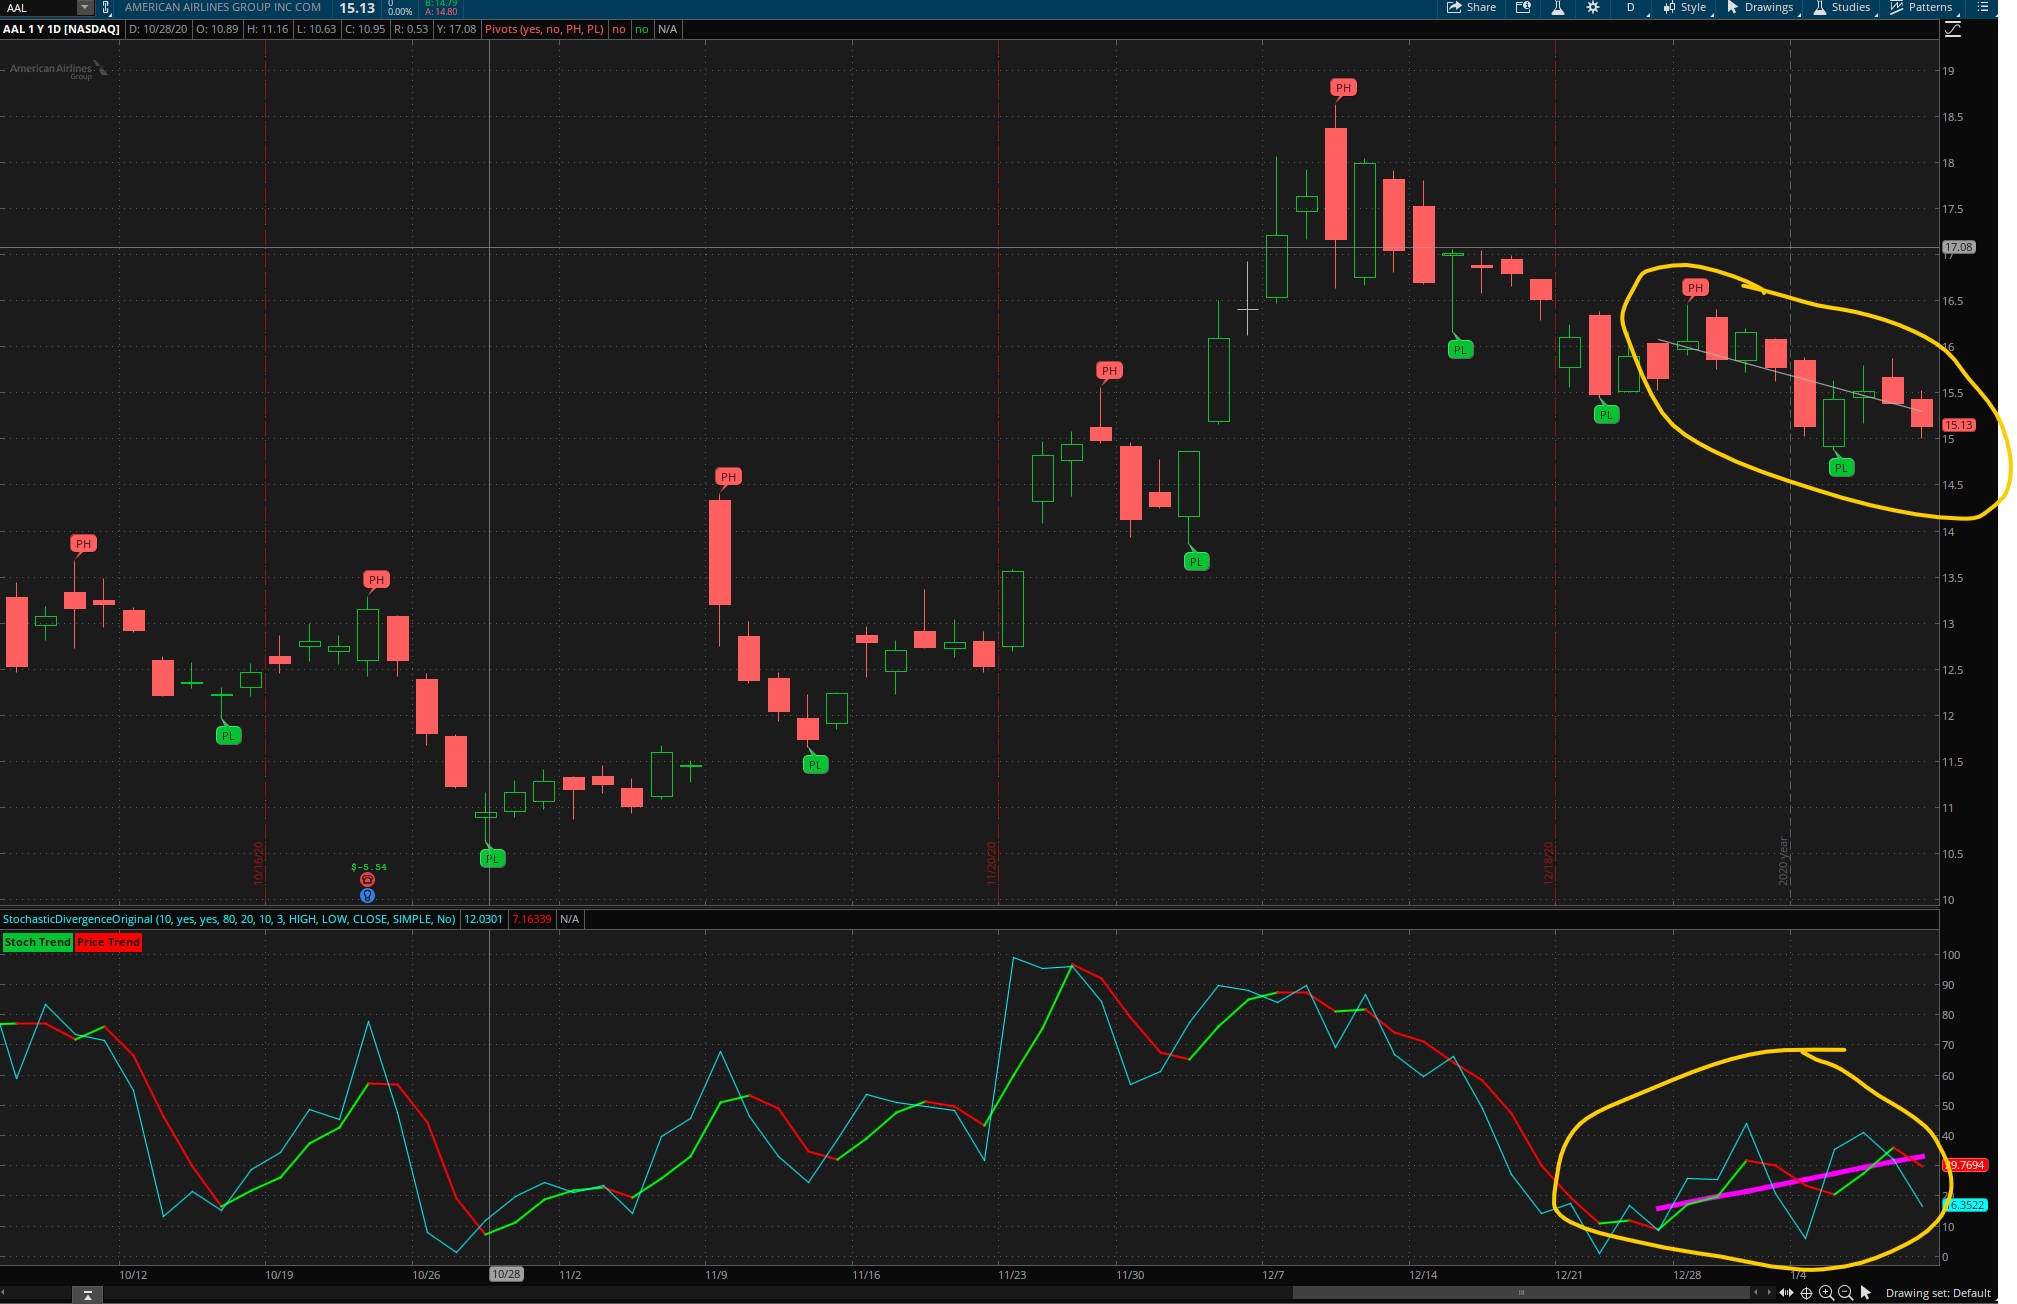 AAL AMERICAN AIRLINES GROUP INC COM 15.13 0 0.00% B: 14.79 A: 14.80 Share D Style Drawings Studies Patterns
AAL 1 Y 1D [NASDAQ] D: 10/28/20 O: 10.89 H: 11.16 L: 10.63 C: 10.95 R: 0.53 Y: 17.08 Pivots (yes, no, PH, PL) no no N/A
American Airlines
Group
19
PH
18.5
18
17.5
17.08
17
PH
16.5
16
PL
PH
15.5
PL
15.13
15
PL
PH
14.5
14
PH
PL
PH
13.5
13
12.5
12
PL
PL
11.5
11
PL
10.5
$-5.54
10/16/20
11/20/20
12/18/20
2020 year
10
StochasticDivergenceOriginal (10, yes, yes, 80, 20, 10, 3, HIGH, LOW, CLOSE, SIMPLE, No) 12.0301 7.16339 N/A
Stoch Trend Price Trend
100
90
80
70
60
50
40
29.7694
20
16.3522
10
0
10/12 10/19 10/26 10/28 11/2 11/9 11/16 11/23 11/30 12/7 12/14 12/21 12/28 1/4
Drawing set: Default